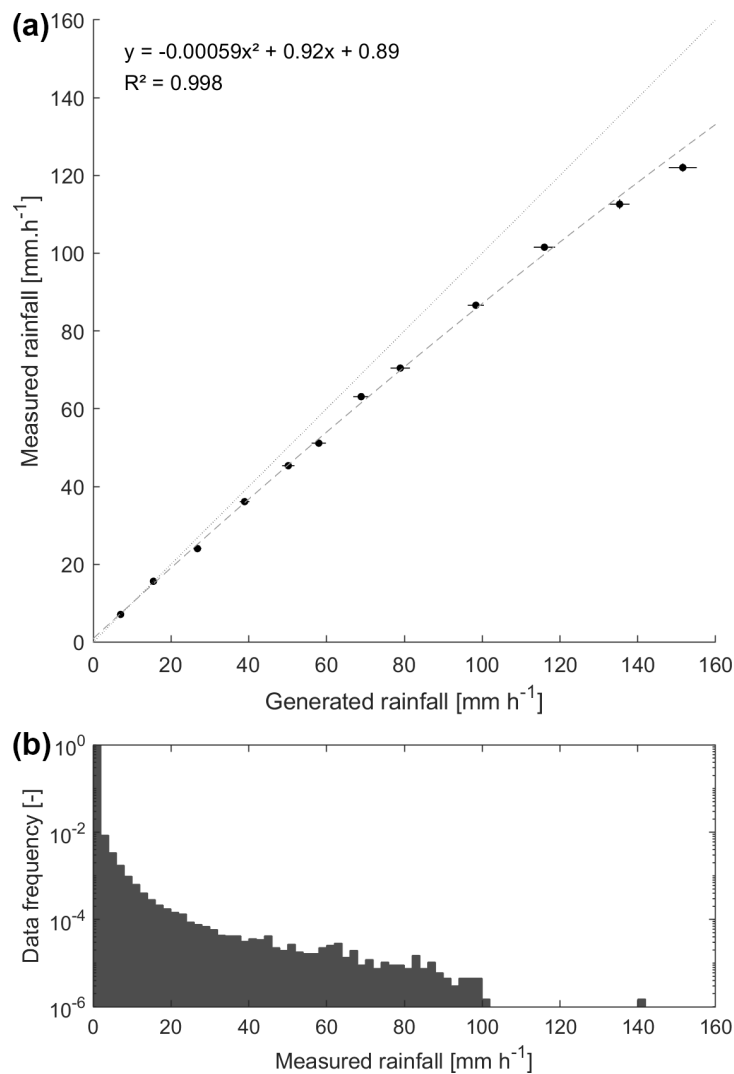 (a)
y = -0.00059x² + 0.92x + 0.89
R² = 0.998
160
140
120
100
80
60
40
20
0
Measured rainfall [mm.h⁻¹]
0 20 40 60 80 100 120 140 160
Generated rainfall [mm h⁻¹]
(b)
10⁰
10⁻²
10⁻⁴
10⁻⁶
Data frequency [-]
0 20 40 60 80 100 120 140 160
Measured rainfall [mm h⁻¹]